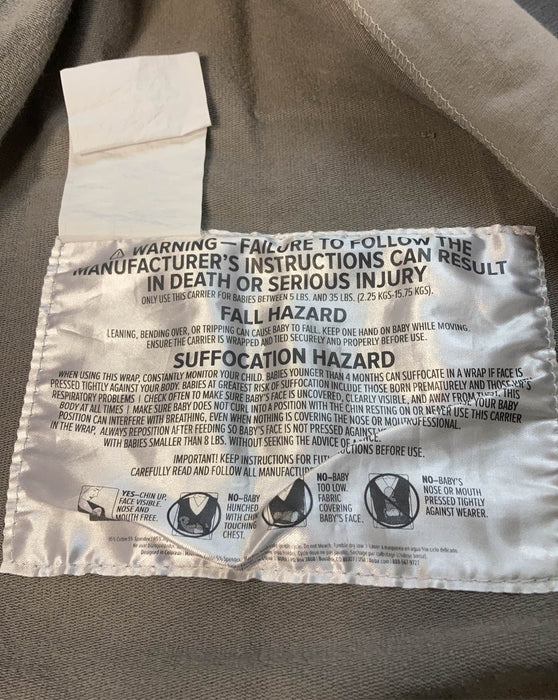 ⚠ WARNING – FAILURE TO FOLLOW THE
MANUFACTURER'S INSTRUCTIONS CAN RESULT
IN DEATH OR SERIOUS INJURY
ONLY USE THIS CARRIER FOR BABIES BETWEEN 5 LBS. AND 35 LBS. (2.25 KGS-15.75 KGS).
FALL HAZARD
LEANING, BENDING OVER, OR TRIPPING CAN CAUSE BABY TO FALL. KEEP ONE HAND ON BABY WHILE MOVING.
ENSURE THE CARRIER IS WRAPPED AND TIED SECURELY AND PROPERLY BEFORE USE.
SUFFOCATION HAZARD
WHEN USING THIS WRAP, CONSTANTLY MONITOR YOUR CHILD. BABIES YOUNGER THAN 4 MONTHS CAN SUFFOCATE IN A WRAP IF FACE IS
PRESSED TIGHTLY AGAINST YOUR BODY. BABIES AT GREATEST RISK OF SUFFOCATION INCLUDE THOSE BORN PREMATURELY AND THOSE
RESPIRATORY PROBLEMS | CHECK OFTEN TO MAKE SURE BABY'S FACE IS UNCOVERED, CLEARLY VISIBLE, AND AWAY FROM YOUR BABY
BODY AT ALL TIMES | MAKE SURE BABY DOES NOT CURL INTO A POSITION WITH THE CHIN RESTING ON OR NEVER USE THIS CARRIER
POSITION CAN INTERFERE WITH BREATHING, EVEN WHEN NOTHING IS COVERING THE NOSE OR
IN THE WRAP, ALWAYS REPOSITION AFTER FEEDING SO BABY'S FACE IS NOT PRESSED AGAINST
WITH BABIES SMALLER THAN 8 LBS. WITHOUT SEEKING THE ADVICE OF
IMPORTANT! KEEP INSTRUCTIONS FOR
CAREFULLY READ AND FOLLOW ALL BEFORE USE.
YES–CHIN UP,
FACE VISIBLE,
NOSE AND
MOUTH FREE.
NO–BABY
HUNCHED
WITH CHIN
TOUCHING
CHEST.
NO–BABY
TOO LOW.
FABRIC
COVERING
BABY'S FACE.
NO–BABY'S
NOSE OR MOUTH
PRESSED TIGHTLY
AGAINST WEARER.